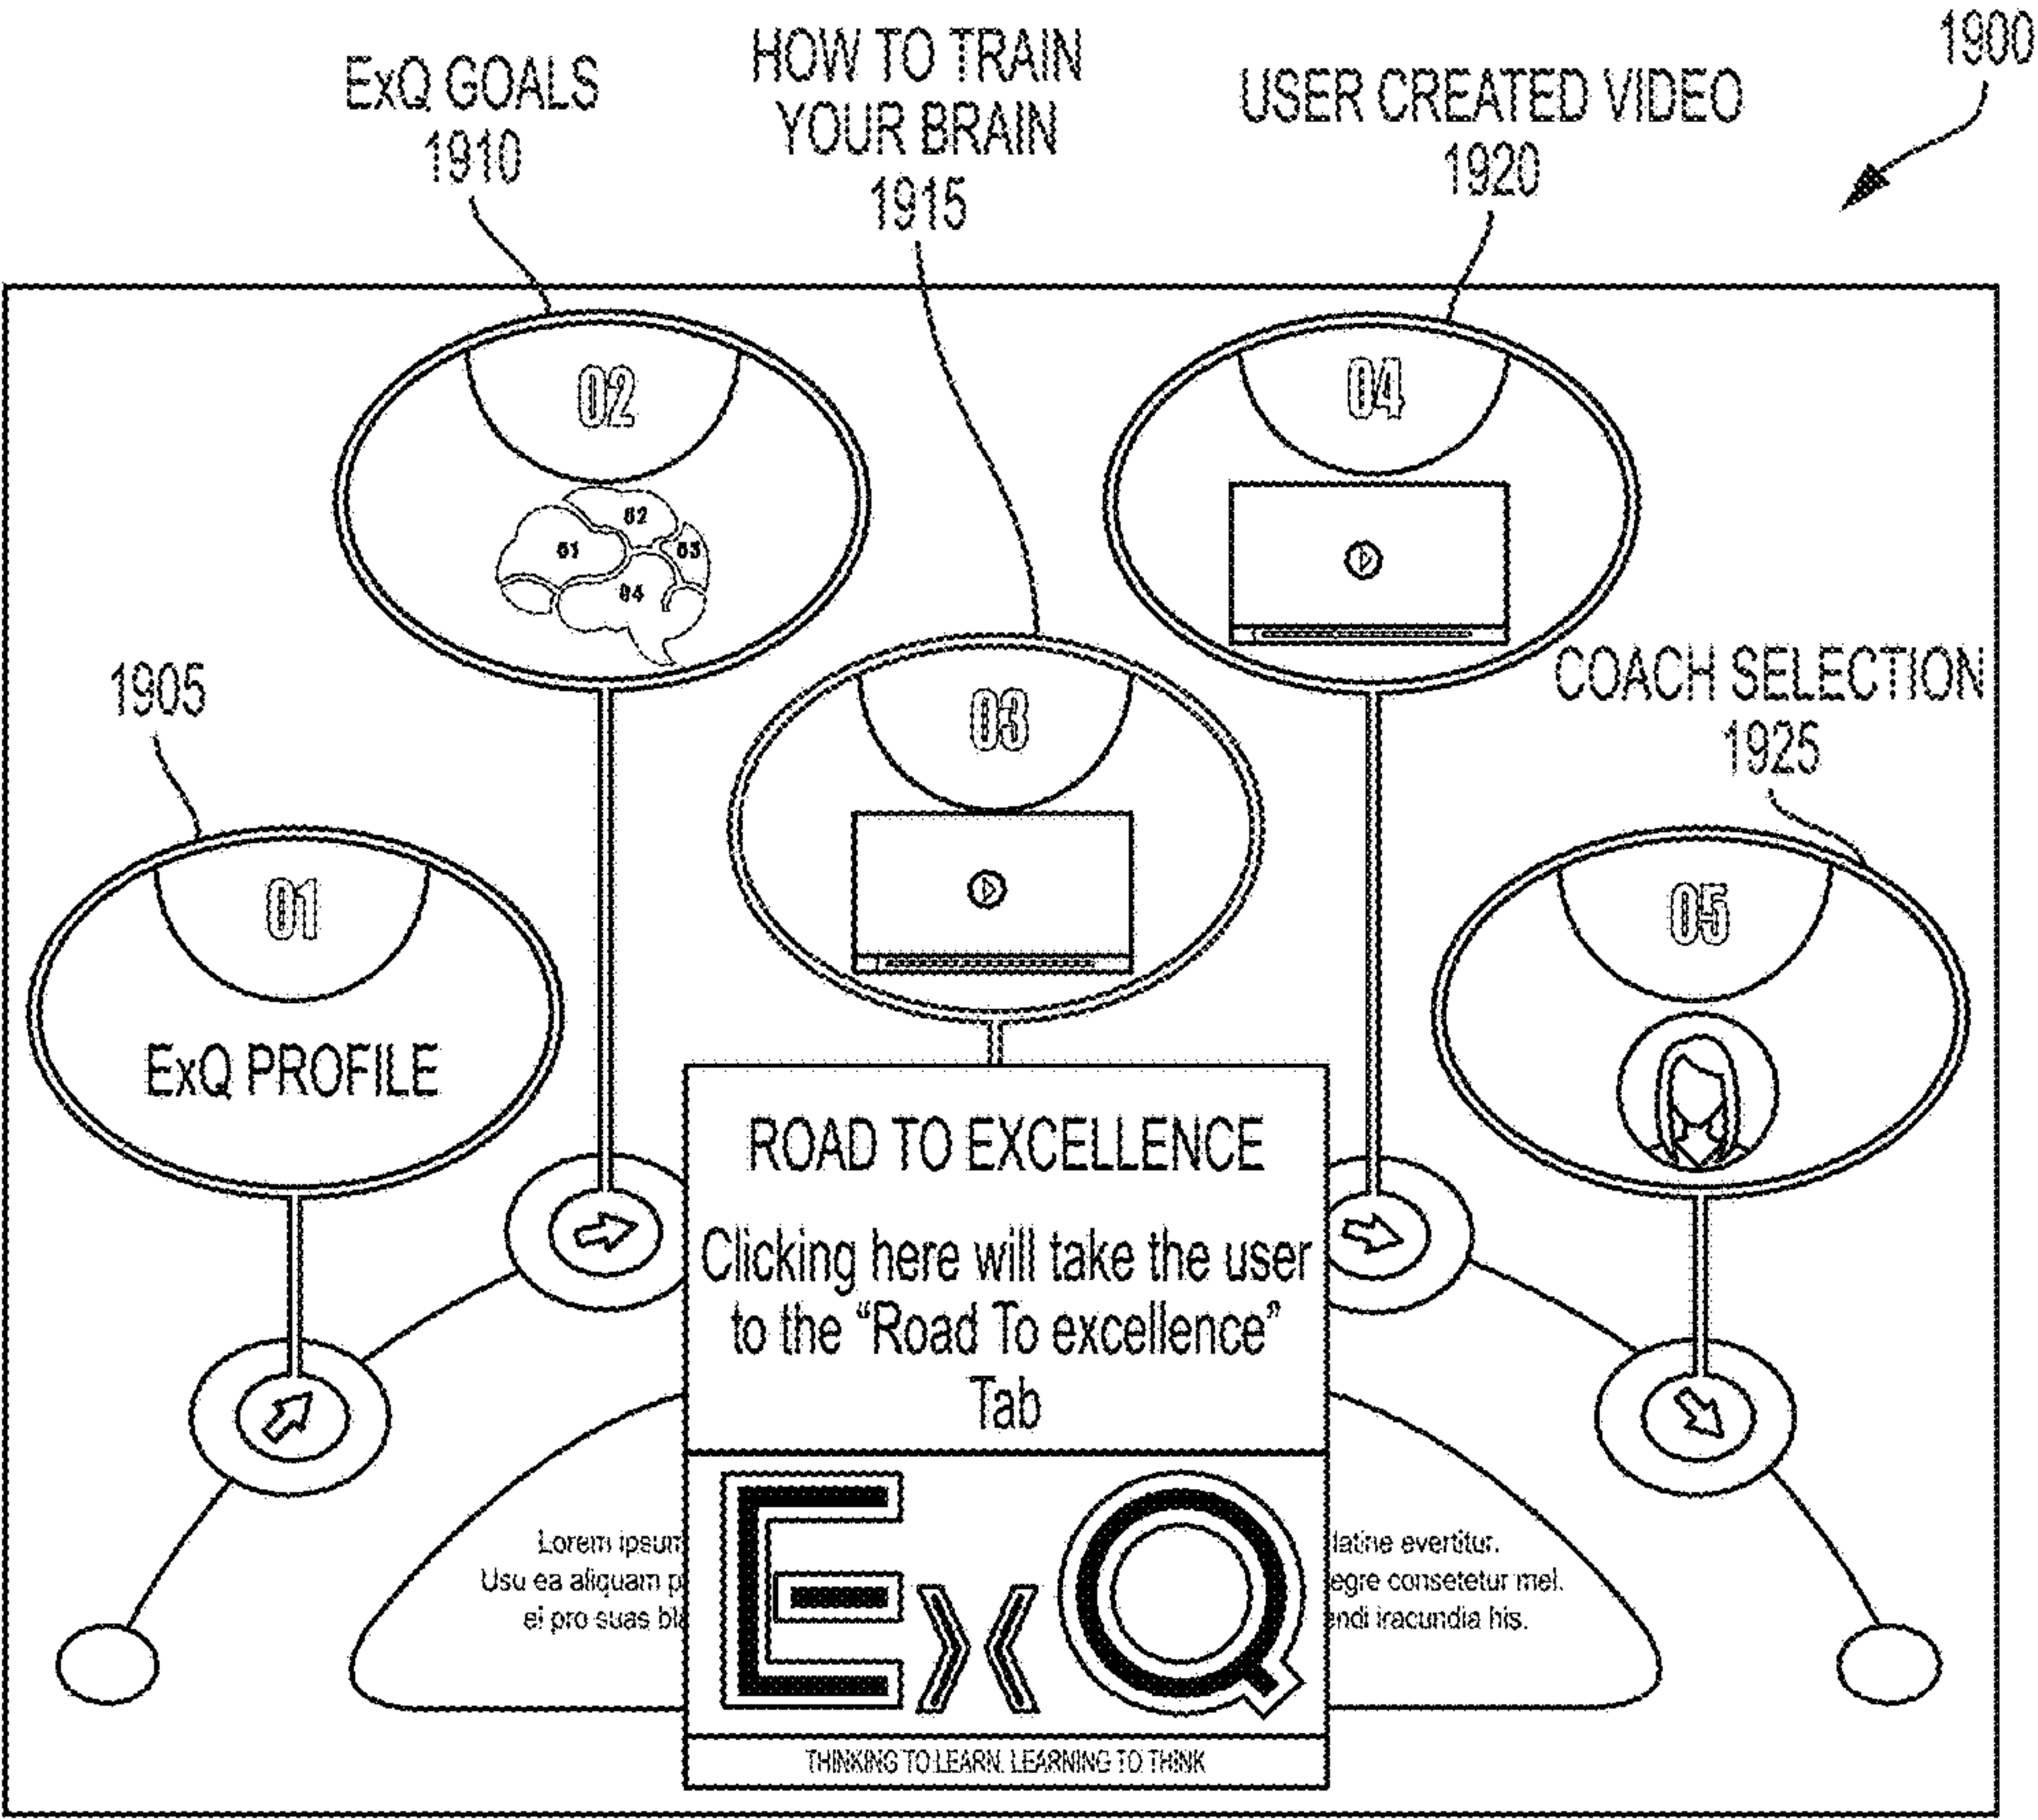 1900
ExQ GOALS
1910
HOW TO TRAIN
YOUR BRAIN
1915
USER CREATED VIDEO
1920
02
04
1905
03
COACH SELECTION
1925
01
ExQ PROFILE
05
ROAD TO EXCELLENCE
Clicking here will take the user
to the “Road To excellence”
Tab
Lorem ipsum
latine evertitur.
Usu ea aliquam p
egre consetetur mel.
ei pro suas bla
endi iracundia his.
ExQ
THINKING TO LEARN. LEARNING TO THINK